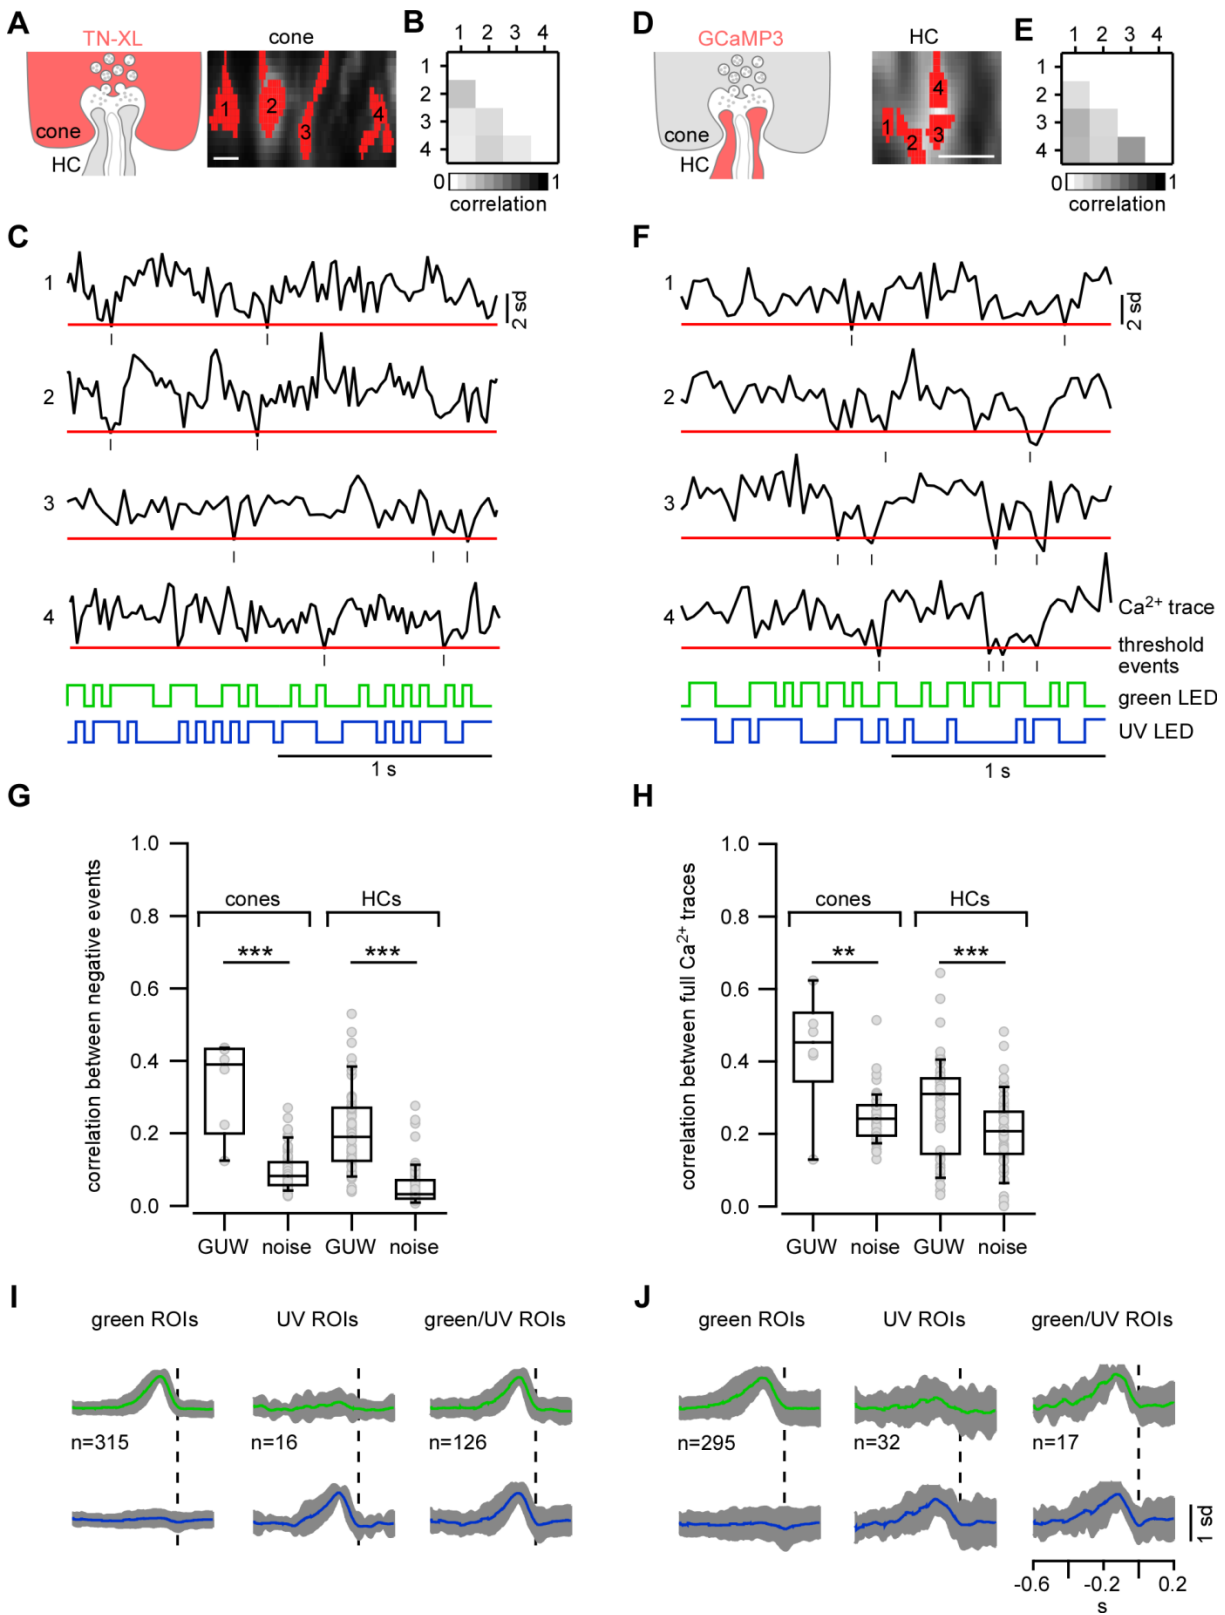 A
TN-XL
cone
HC
cone
1
2
3
4
B
1 2 3 4
1
2
3
4
0 1
correlation
D
GCaMP3
cone
HC
HC
1
2
3
4
E
1 2 3 4
1
2
3
4
0 1
correlation
C
1
2 sd
2
3
4
1 s
F
1
2 sd
2
3
4
Ca2+ trace
threshold
events
green LED
UV LED
1 s
G
correlation between negative events
1.0
0.8
0.6
0.4
0.2
0.0
cones HCs
*** ***
GUW noise GUW noise
H
correlation between full Ca2+ traces
1.0
0.8
0.6
0.4
0.2
0.0
cones HCs
** ***
GUW noise GUW noise
I
green ROIs UV ROIs green/UV ROIs
n=315 n=16 n=126
J
green ROIs UV ROIs green/UV ROIs
n=295 n=32 n=17
1 sd
-0.6 -0.2 0.2
s